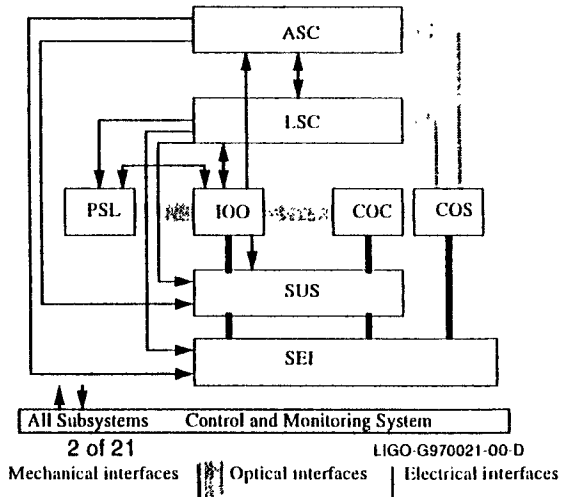 ASC
LSC
PSL
IOO
COC
COS
SUS
SEI
All Subsystems Control and Monitoring System
2 of 21
LIGO-G970021-00-D
Mechanical interfaces Optical interfaces Electrical interfaces